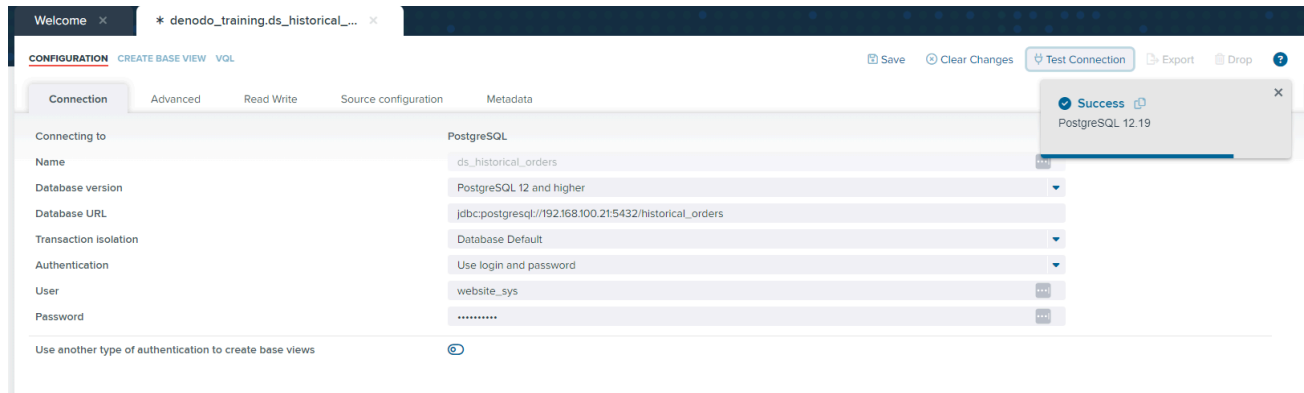 Welcome ×
* denodo_training.ds_historical_... ×
CONFIGURATION CREATE BASE VIEW VQL
Save Clear Changes Test Connection Export Drop ?
Connection Advanced Read Write Source configuration Metadata
Success ×
PostgreSQL 12.19
Connecting to PostgreSQL
Name ds_historical_orders
Database version PostgreSQL 12 and higher
Database URL jdbc:postgresql://192.168.100.21:5432/historical_orders
Transaction isolation Database Default
Authentication Use login and password
User website_sys
Password ••••••••••
Use another type of authentication to create base views